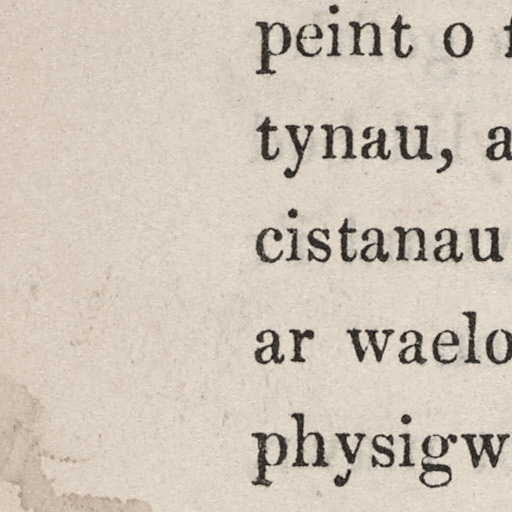 peint o
tynau, a
cistanau
ar waelo
physigw